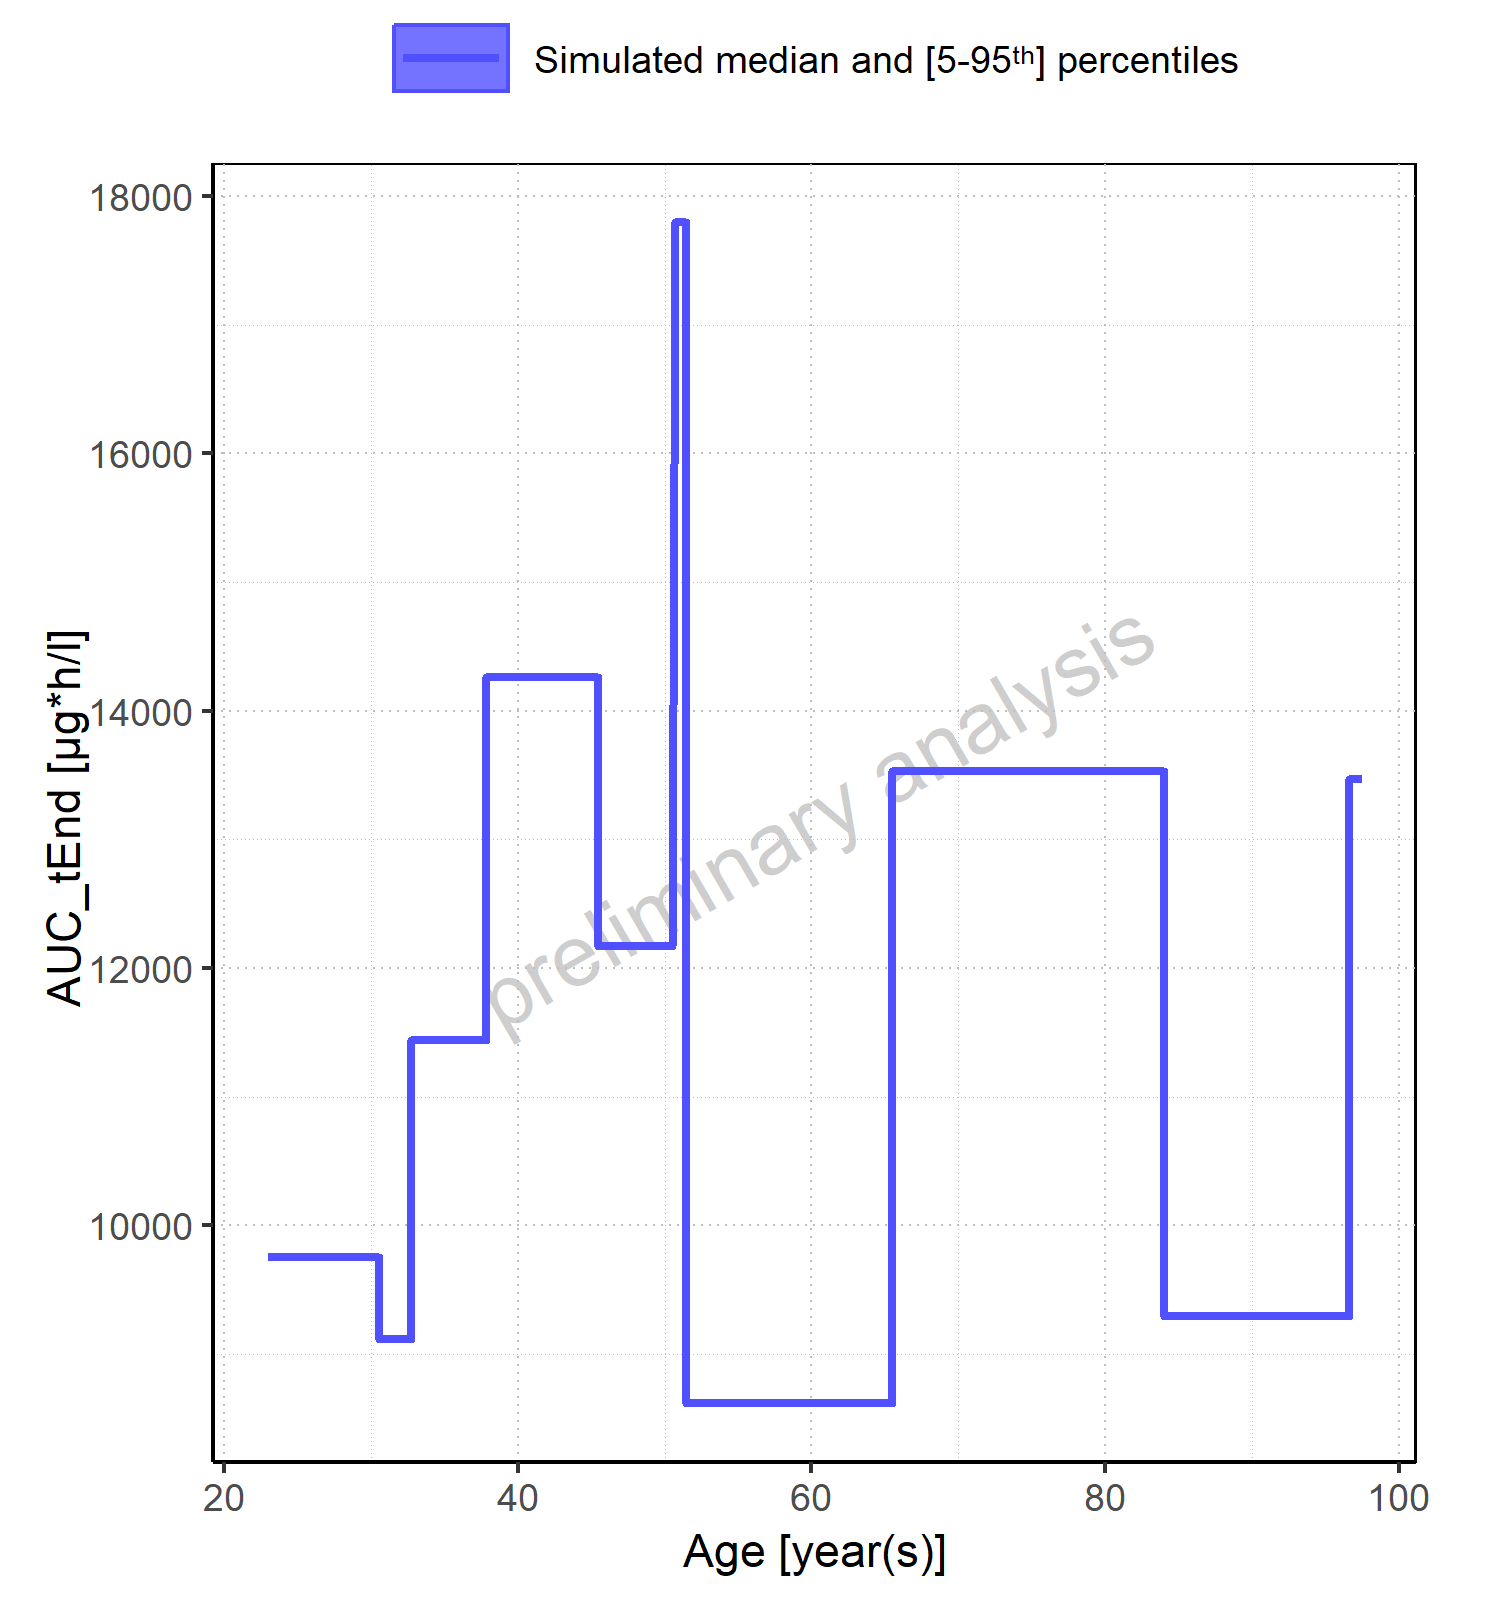 Simulated median and [5-95th] percentiles
18000
16000
14000
12000
10000
AUC_tEnd [µg*h/l]
preliminary analysis
20 40 60 80 100
Age [year(s)]